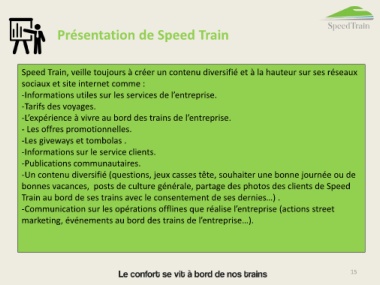 Présentation de Speed Train
SpeedTrain
Speed Train, veille toujours à créer un contenu diversifié et à la hauteur sur ses réseaux
sociaux et site internet comme :
-Informations utiles sur les services de l'entreprise.
-Tarifs des voyages.
-L'expérience à vivre au bord des trains de l'entreprise.
- Les offres promotionnelles.
-Les giveways et tombolas .
-Informations sur le service clients.
-Publications communautaires.
-Un contenu diversifié (questions, jeux casses tête, souhaiter une bonne journée ou de
bonnes vacances,  posts de culture générale, partage des photos des clients de Speed
Train au bord de ses trains avec le consentement de ses dernies…) .
-Communication sur les opérations offlines que réalise l'entreprise (actions street
marketing, événements au bord des trains de l'entreprise…).
Le confort se vit à bord de nos trains
15